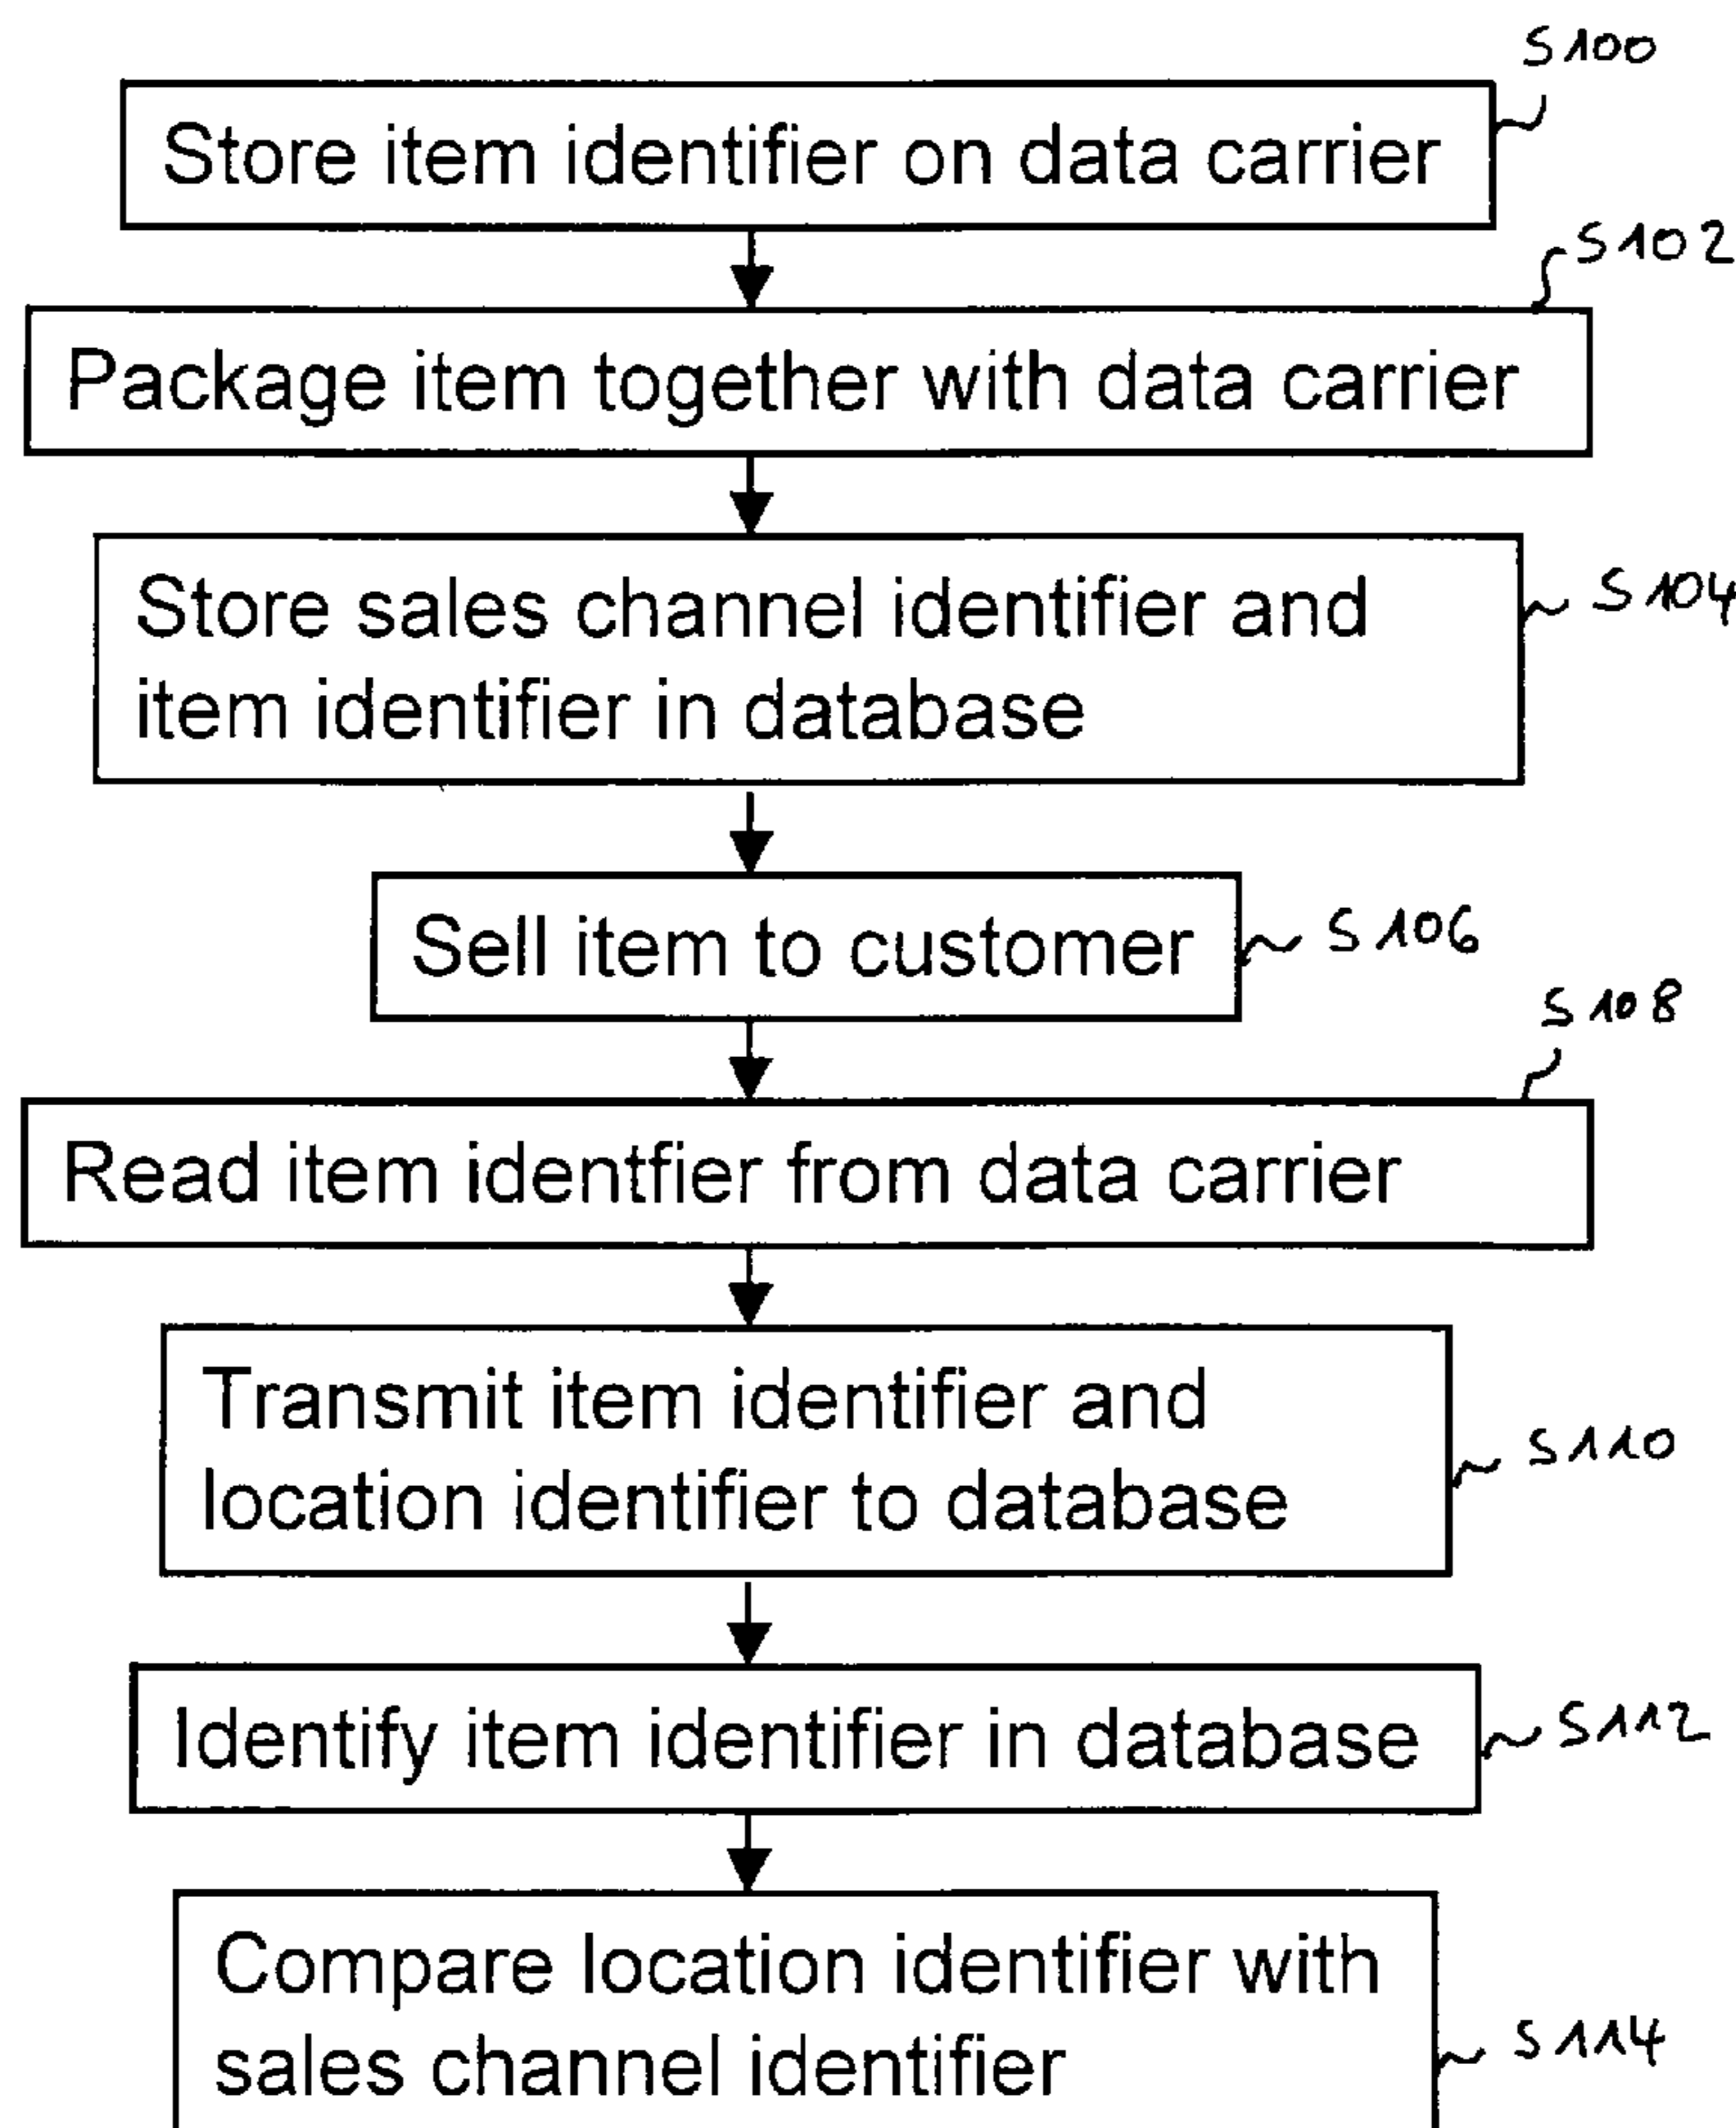 S100
Store item identifier on data carrier
S102
Package item together with data carrier
Store sales channel identifier and
S104
item identifier in database
Sell item to customer
S106
S108
Read item identfier from data carrier
Transmit item identifier and
S110
location identifier to database
Identify item identifier in database
S112
Compare location identifier with
sales channel identifier
S114